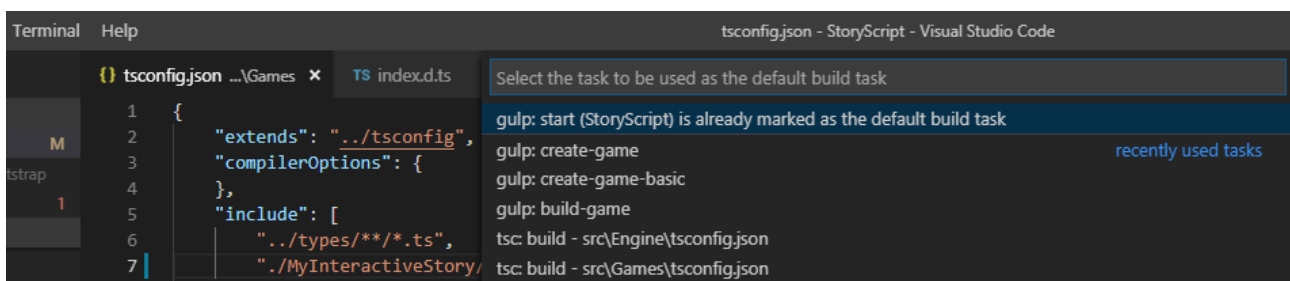 Terminal Help tsconfig.json - StoryScript - Visual Studio Code
{} tsconfig.json ...\Games × TS index.d.ts
Select the task to be used as the default build task
1 {
gulp: start (StoryScript) is already marked as the default build task
2 "extends": "../tsconfig",
M
gulp: create-game recently used tasks
3 "compilerOptions": {
tstrap
gulp: create-game-basic
4 },
1
gulp: build-game
5 "include": [
tsc: build - src\Engine\tsconfig.json
6 "../types/**/*.ts",
tsc: build - src\Games\tsconfig.json
7 "./MyInteractiveStory/